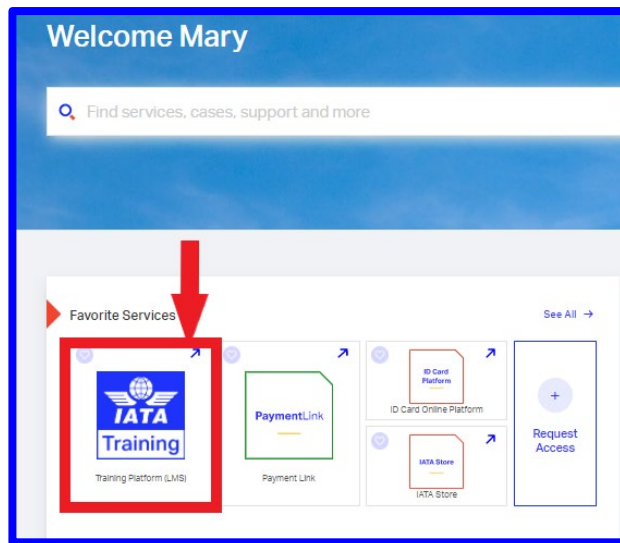 Welcome Mary
Find services, cases, support and more
Favorite Services
See All →
IATA
Training
Training Platform (LMS)
PaymentLink
Payment Link
ID Card
Platform
ID Card Online Platform
IATA Store
IATA Store
+
Request
Access